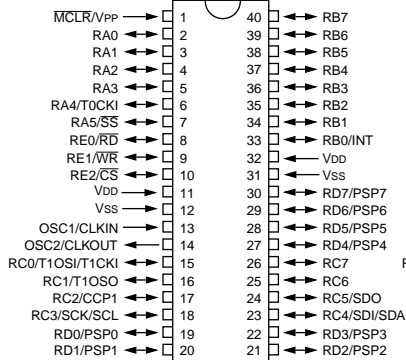 MCLR/VPP 1 40 RB7
RA0 2 39 RB6
RA1 3 38 RB5
RA2 4 37 RB4
RA3 5 36 RB3
RA4/T0CKI 6 35 RB2
RA5/SS 7 34 RB1
RE0/RD 8 33 RB0/INT
RE1/WR 9 32 VDD
RE2/CS 10 31 VSS
VDD 11 30 RD7/PSP7
VSS 12 29 RD6/PSP6
OSC1/CLKIN 13 28 RD5/PSP5
OSC2/CLKOUT 14 27 RD4/PSP4
RC0/T1OSI/T1CKI 15 26 RC7
RC1/T1OSO 16 25 RC6
RC2/CCP1 17 24 RC5/SDO
RC3/SCK/SCL 18 23 RC4/SDI/SDA
RD0/PSP0 19 22 RD3/PSP3
RD1/PSP1 20 21 RD2/PSP2